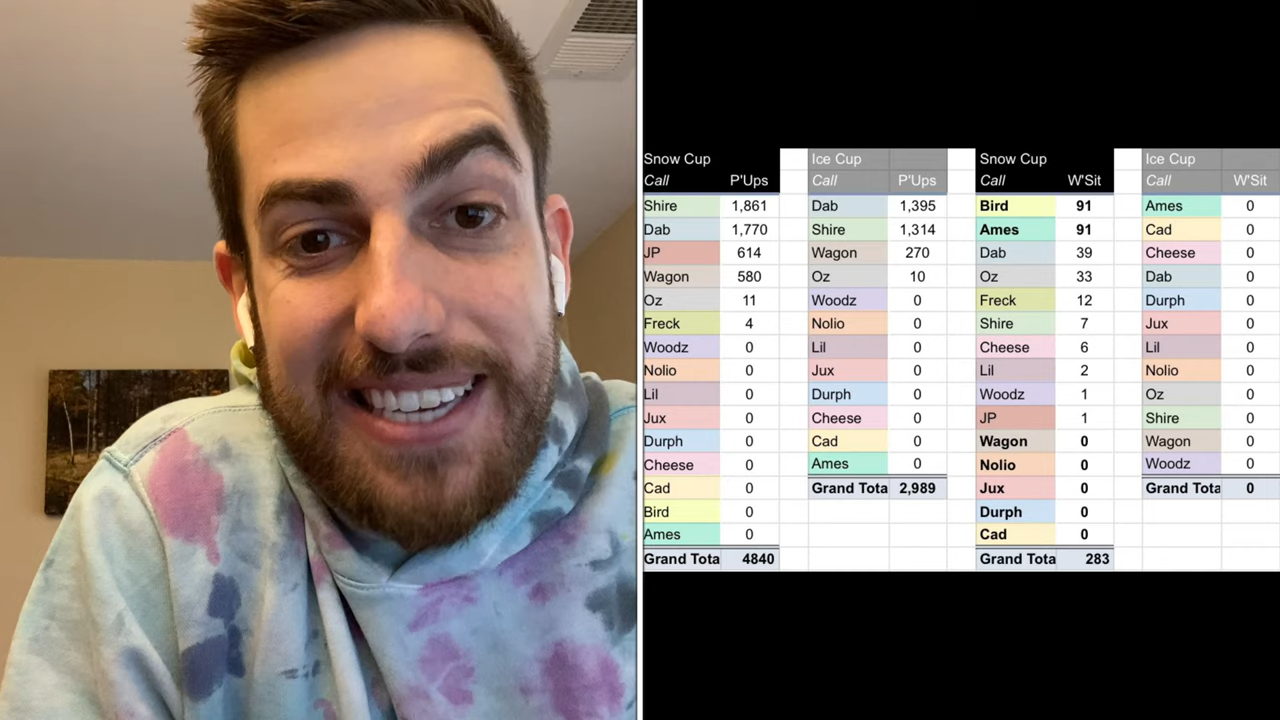 Snow Cup
Call P'Ups
Shire 1,861
Dab 1,770
JP 614
Wagon 580
Oz 11
Freck 4
Woodz 0
Nolio 0
Lil 0
Jux 0
Durph 0
Cheese 0
Cad 0
Bird 0
Ames 0
Grand Tota 4840
Ice Cup
Call P'Ups
Dab 1,395
Shire 1,314
Wagon 270
Oz 10
Woodz 0
Nolio 0
Lil 0
Jux 0
Durph 0
Cheese 0
Cad 0
Ames 0
Grand Tota 2,989
Snow Cup
Call W'Sit
Bird 91
Ames 91
Dab 39
Oz 33
Freck 12
Shire 7
Cheese 6
Lil 2
Woodz 1
JP 1
Wagon 0
Nolio 0
Jux 0
Durph 0
Cad 0
Grand Tota 283
Ice Cup
Call W'Sit
Ames 0
Cad 0
Cheese 0
Dab 0
Durph 0
Jux 0
Lil 0
Nolio 0
Oz 0
Shire 0
Wagon 0
Woodz 0
Grand Tota 0